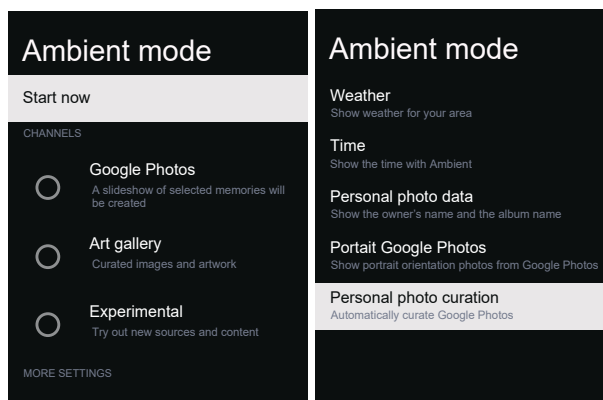 Ambient mode
Start now
CHANNELS
Google Photos
A slideshow of selected memories will
be created
Art gallery
Curated images and artwork
Experimental
Try out new sources and content
MORE SETTINGS
Ambient mode
Weather
Show weather for your area
Time
Show the time with Ambient
Personal photo data
Show the owner's name and the album name
Portait Google Photos
Show portrait orientation photos from Google Photos
Personal photo curation
Automatically curate Google Photos